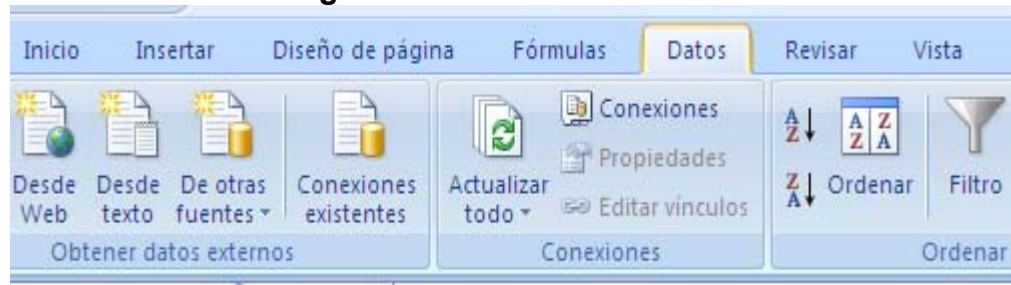 Inicio Insertar Diseño de página Fórmulas Datos Revisar Vista
Desde Web
Desde texto
De otras fuentes
Conexiones existentes
Obtener datos externos
Actualizar todo
Conexiones
Propiedades
Editar vínculos
Conexiones
A
Z
Z
A
A Z
Z A
Ordenar
Filtro
Ordenar